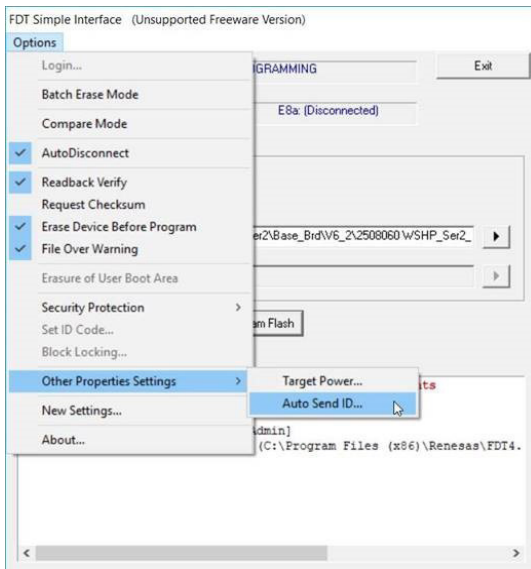 FDT Simple Interface   (Unsupported Freeware Version)
Options
Login...
OGRAMMING
Exit
Batch Erase Mode
E8a: (Disconnected)
Compare Mode
AutoDisconnect
Readback Verify
Request Checksum
Erase Device Before Program
er2\Base_Brd\V6_2\2508060 WSHP_Ser2_
File Over Warning
Erasure of User Boot Area
Security Protection
am Flash
Set ID Code...
Block Locking...
Other Properties Settings
Target Power...
ts
Auto Send ID...
New Settings...
Admin]
About...
(C:\Program Files (x86)\Renesas\FDT4.